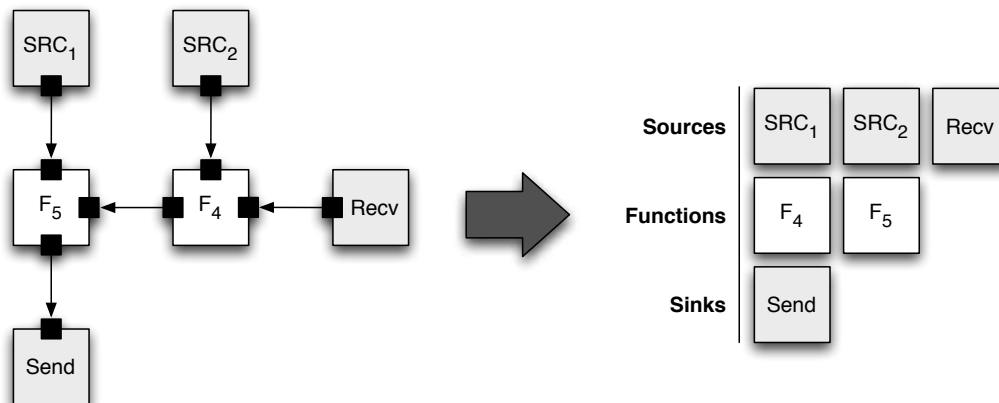 SRC1 SRC2
F5 F4 Recv
Send
Sources SRC1 SRC2 Recv
Functions F4 F5
Sinks Send